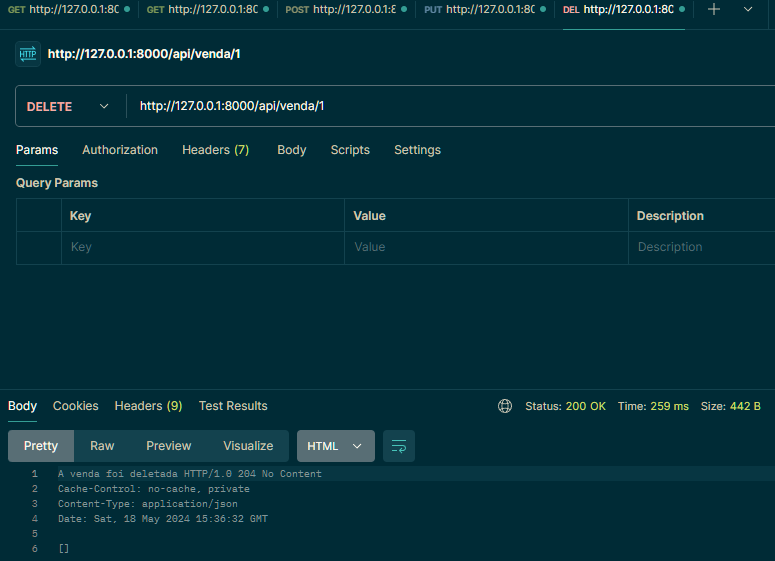 GET http://127.0.0.1:80 GET http://127.0.0.1:80 POST http://127.0.0.1:8 PUT http://127.0.0.1:80 DEL http://127.0.0.1:80
HTTP http://127.0.0.1:8000/api/venda/1
DELETE http://127.0.0.1:8000/api/venda/1
Params Authorization Headers (7) Body Scripts Settings
Query Params
Key Value Description
Key Value Description
Body Cookies Headers (9) Test Results Status: 200 OK Time: 259 ms Size: 442 B
Pretty Raw Preview Visualize HTML
1 A venda foi deletada HTTP/1.0 204 No Content
2 Cache-Control: no-cache, private
3 Content-Type: application/json
4 Date: Sat, 18 May 2024 15:36:32 GMT
5
6 []